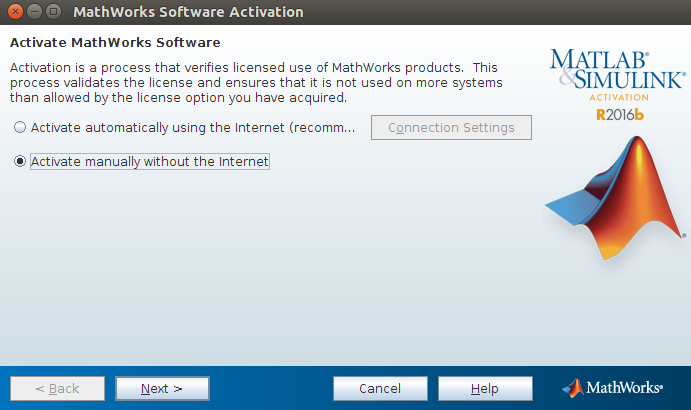 MathWorks Software Activation
Activate MathWorks Software
Activation is a process that verifies licensed use of MathWorks products. This
process validates the license and ensures that it is not used on more systems
than allowed by the license option you have acquired.
Activate automatically using the Internet (recomm...
Connection Settings
Activate manually without the Internet
MATLAB®
&SIMULINK®
ACTIVATION
R2016b
®
< Back
Next >
Cancel
Help
MathWorks®